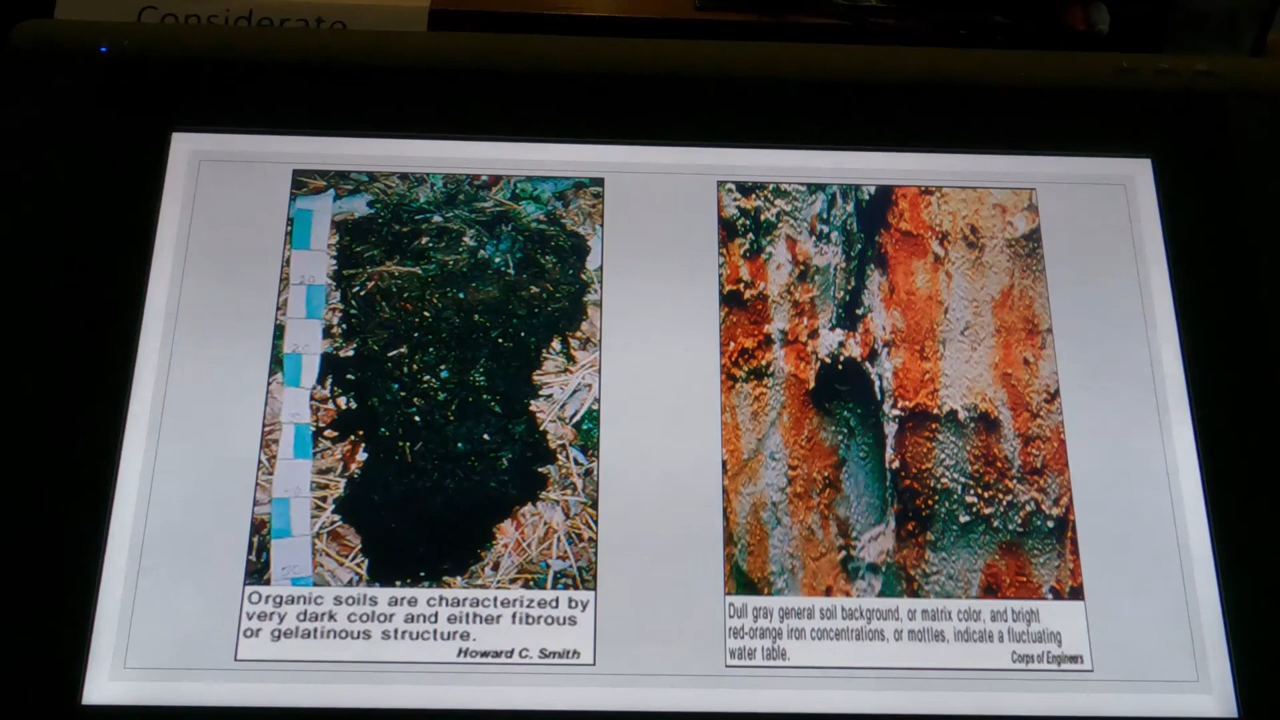 Considerate
Organic soils are characterized by
very dark color and either fibrous
or gelatinous structure.
Howard C. Smith
Dull gray general soil background, or matrix color, and bright
red-orange iron concentrations, or mottles, indicate a fluctuating
water table.
Corps of Engineers